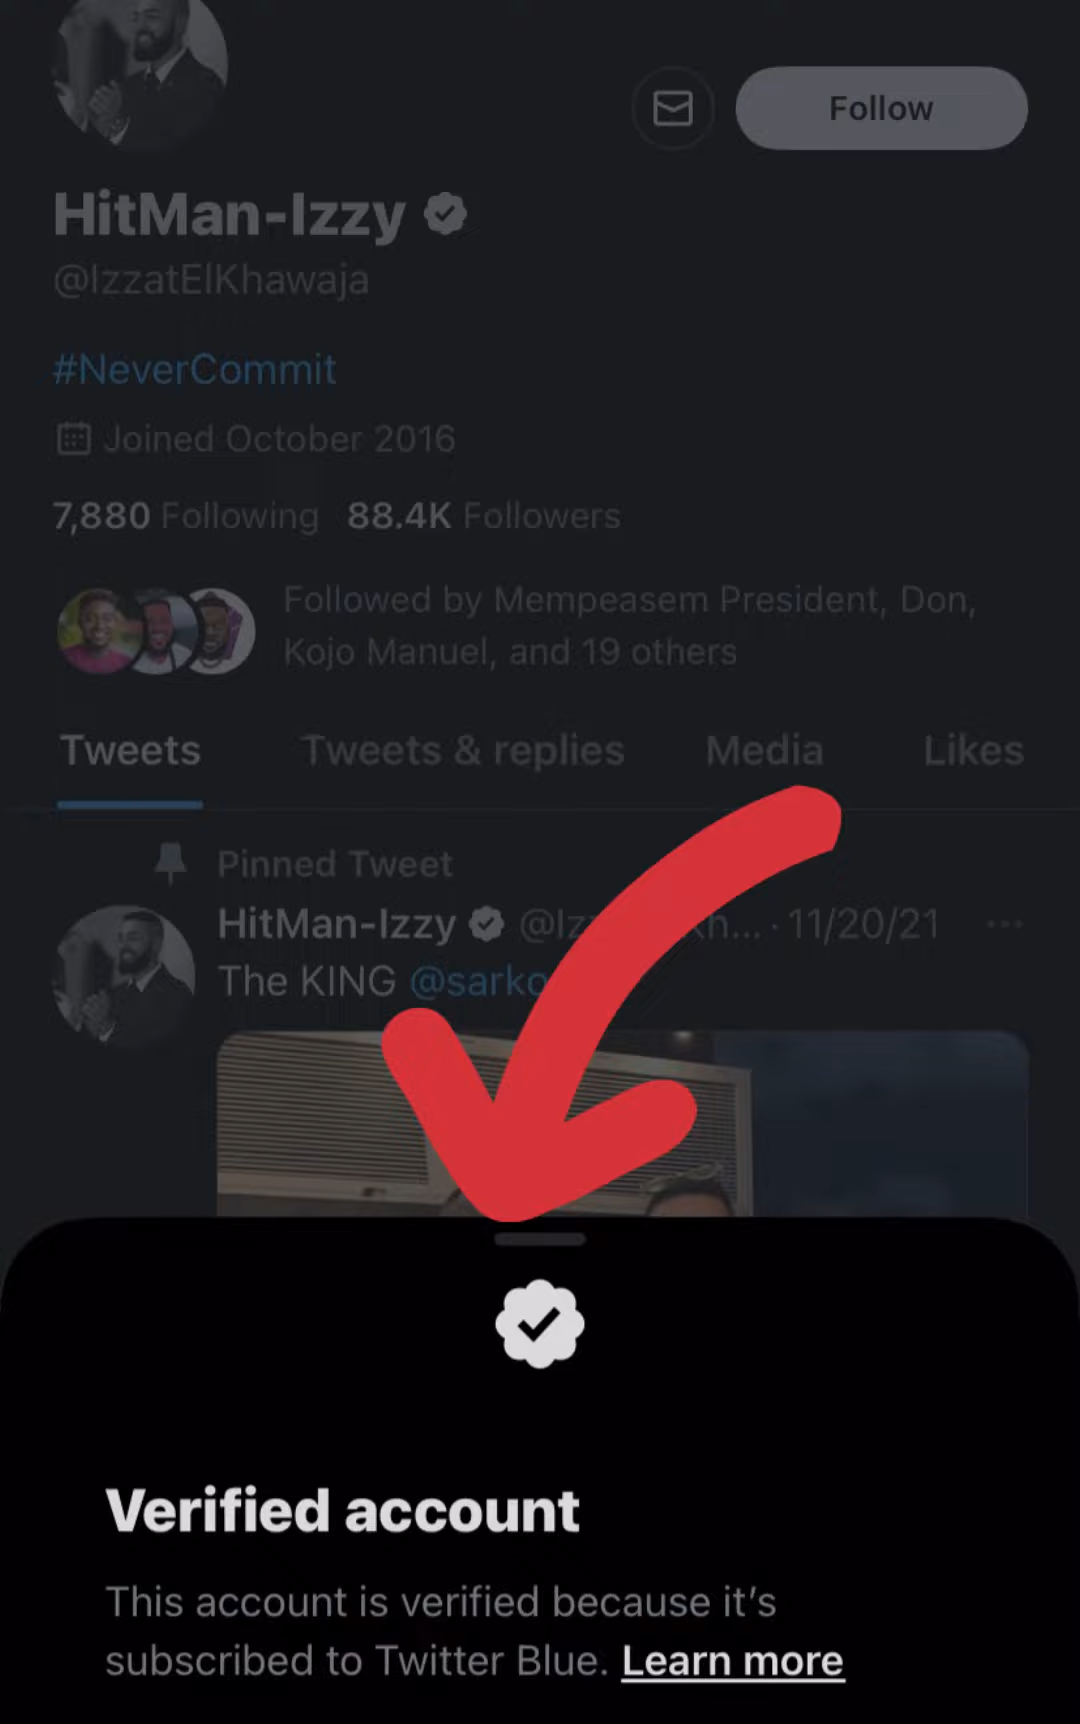 Follow
HitMan-Izzy
@IzzatElKhawaja
#NeverCommit
Joined October 2016
7,880 Following 88.4K Followers
Followed by Mempeasem President, Don,
Kojo Manuel, and 19 others
Tweets Tweets & replies Media Likes
Pinned Tweet
HitMan-Izzy @Iz h... · 11/20/21 ...
The KING @sarko
Verified account
This account is verified because it's
subscribed to Twitter Blue. Learn more